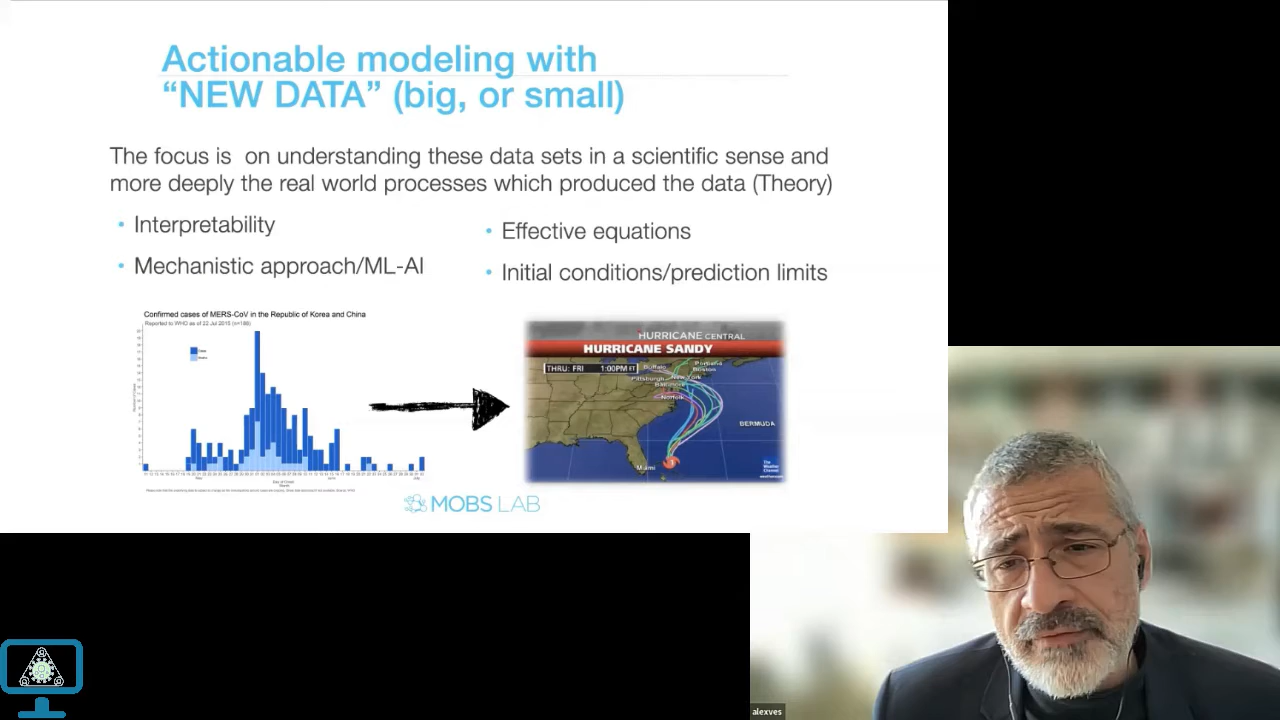 Actionable modeling with
“NEW DATA” (big, or small)
The focus is on understanding these data sets in a scientific sense and
more deeply the real world processes which produced the data (Theory)
• Interpretability
• Mechanistic approach/ML-AI
• Effective equations
• Initial conditions/prediction limits
Confirmed cases of MERS-CoV in the Republic of Korea and China
Reported to WHO as of 22 Jul 2015 (n=186)
HURRICANE CENTRAL
HURRICANE SANDY
THRU: FRI 1:00PM ET
Buffalo
Portland
Boston
Pittsburgh
New York
Baltimore
Norfolk
BERMUDA
Miami
The
Weather
Channel
MOBS LAB
alexves